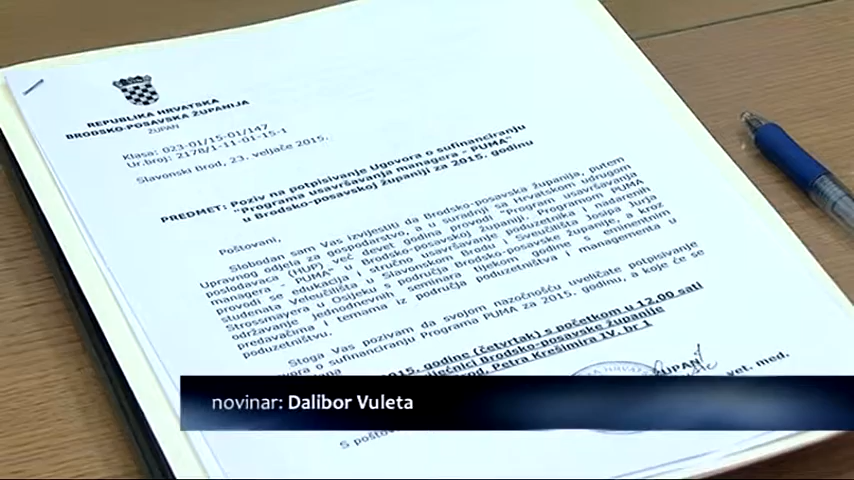 REPUBLIKA HRVATSKA
BRODSKO-POSAVSKA ŽUPANIJA
ŽUPAN
Klasa: 023-01/15-01/147
Ur.broj: 2178/1-11-01-15-1
Slavonski Brod, 23. veljače 2015.
PREDMET: Poziv na potpisivanje Ugovora o sufinanciranju
"Programa usavršavanja managera - PUMA"
u Brodsko-posavskoj županiji za 2015. godinu
Poštovani,
Slobodan sam Vas izvijestiti da Brodsko-posavska županija, putem
Upravnog odjela za gospodarstvo, a u suradnji sa Hrvatskom udrugom
poslodavaca (HUP) već devet godina provodi "Program usavršavanja
managera - PUMA" u Brodsko-posavskoj županiji. Programom PUMA
provodi se edukacija i stručno usavršavanje poduzetnika i nadarenih
studenata Veleučilišta u Slavonskom Brodu i Sveučilišta Josipa Jurja
Strossmayera u Osijeku s područja Brodsko-posavske županije a kroz
održavanje jednodnevnih seminara tijekom godine s eminentnim
predavačima i temama iz područja poduzetništva i managementa u
poduzetništvu.
Stoga Vas pozivam da svojom nazočnošću uveličate potpisivanje
vora o sufinanciranju Programa PUMA za 2015. godinu, a koje će se
2015. godine (četvrtak) s početkom u 12,00 sati
vijećnici Brodsko-posavske županije
Brod, Petra Krešimira IV. br 1
ŽUPAN
vet. med.
S pošto
novinar: Dalibor Vuleta